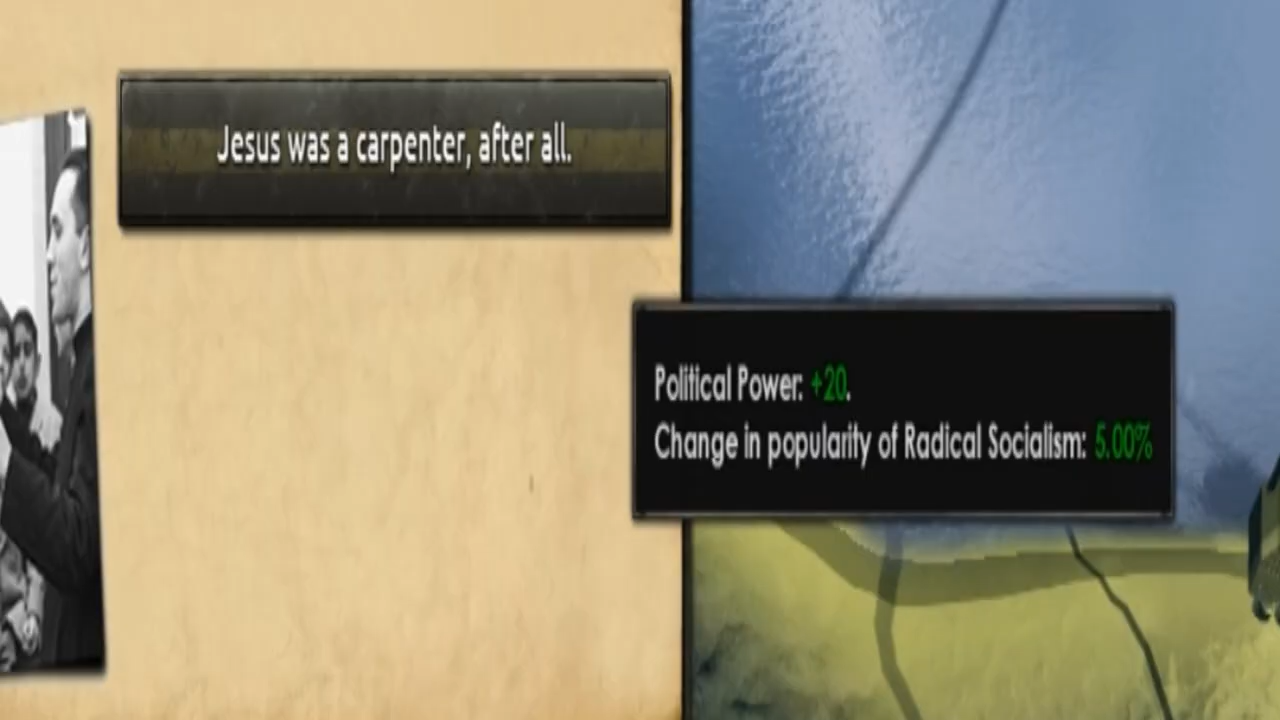 Jesus was a carpenter, after all.
Political Power: +20.
Change in popularity of Radical Socialism: 5.00%